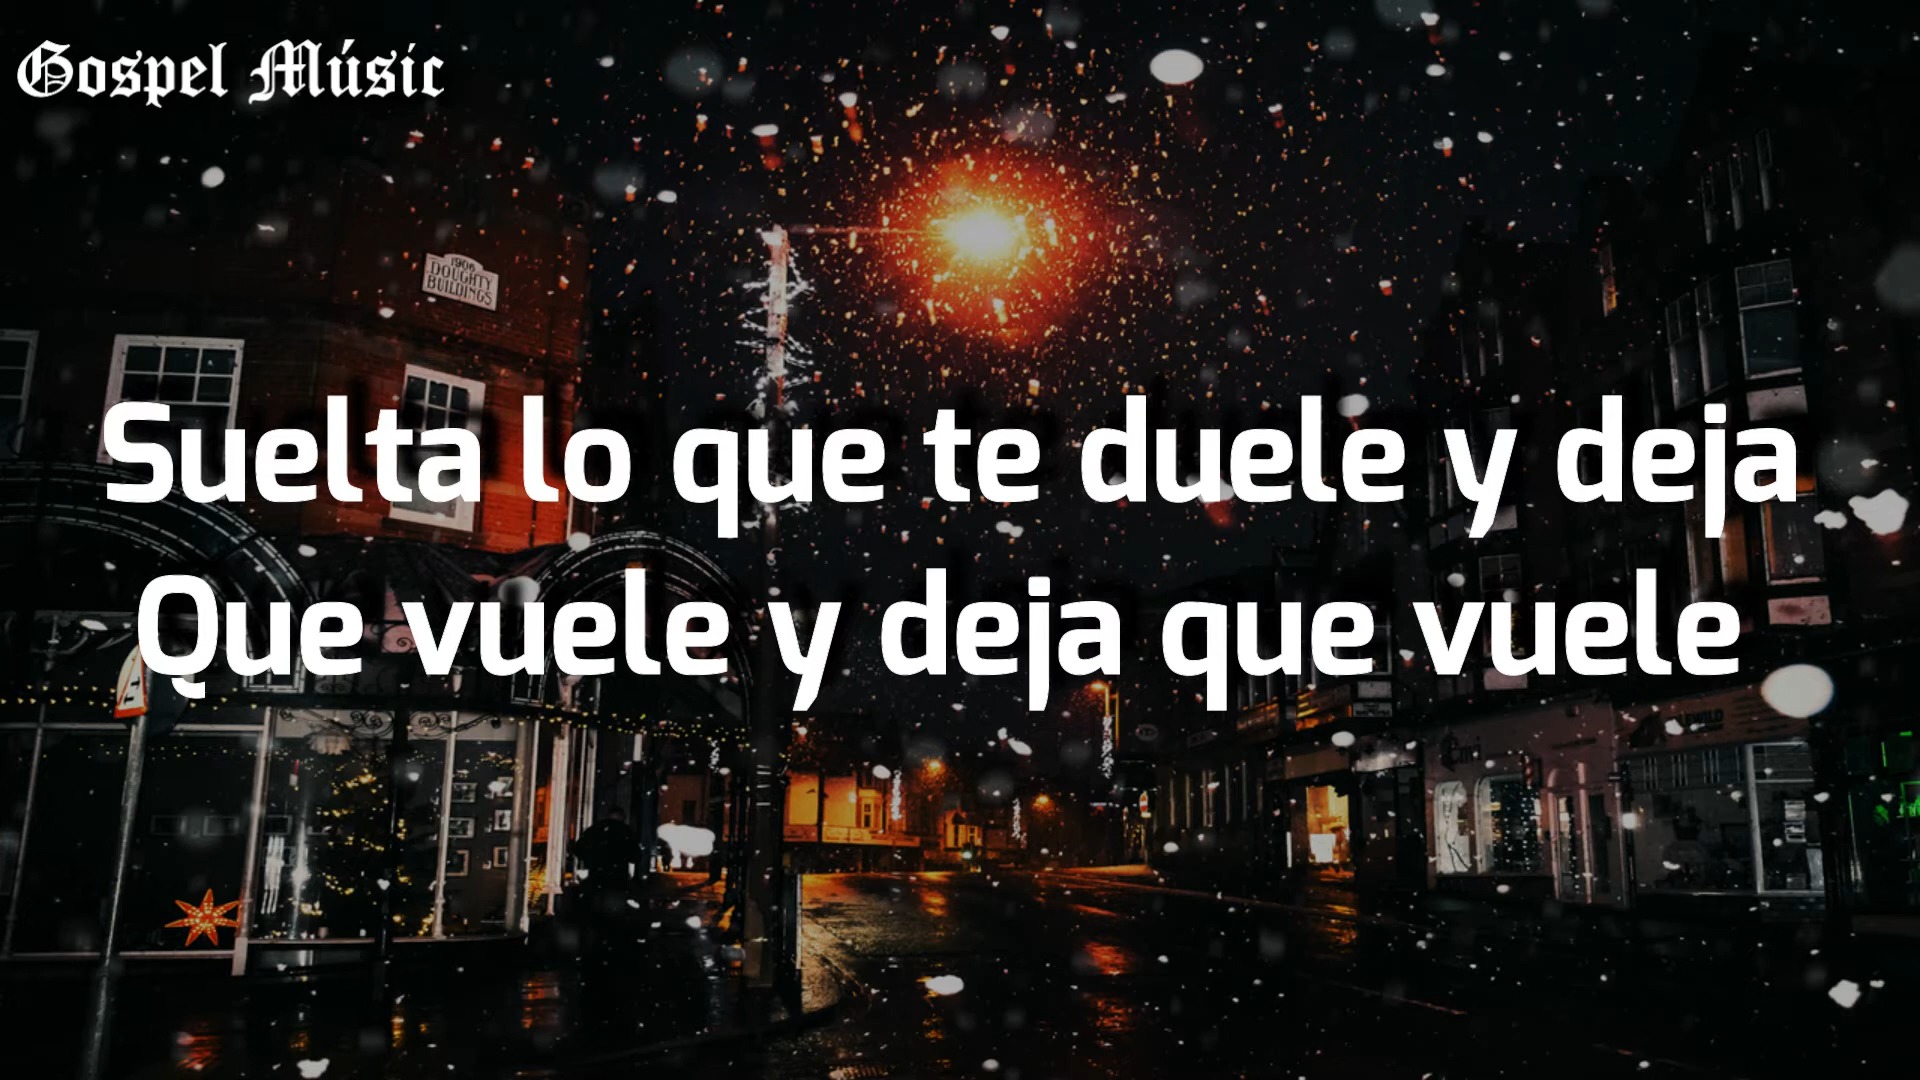 Gospel Músic
1906
DOUGHTY
BUILDINGS
Suelta lo que te duele y deja
Que vuele y deja que vuele